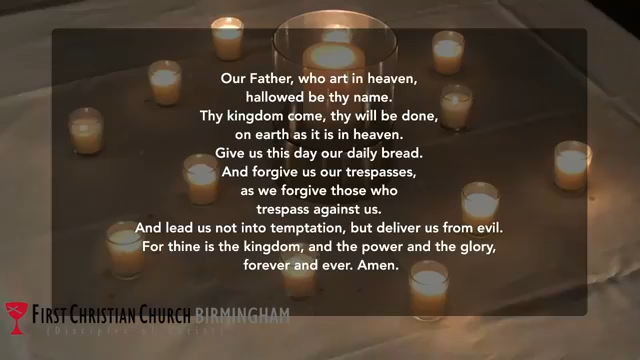 Our Father, who art in heaven,
hallowed be thy name.
Thy kingdom come, thy will be done,
on earth as it is in heaven.
Give us this day our daily bread.
And forgive us our trespasses,
as we forgive those who
trespass against us.
And lead us not into temptation, but deliver us from evil.
For thine is the kingdom, and the power and the glory,
forever and ever. Amen.
First Christian Church BIRMINGHAM
(Disciples of Christ)